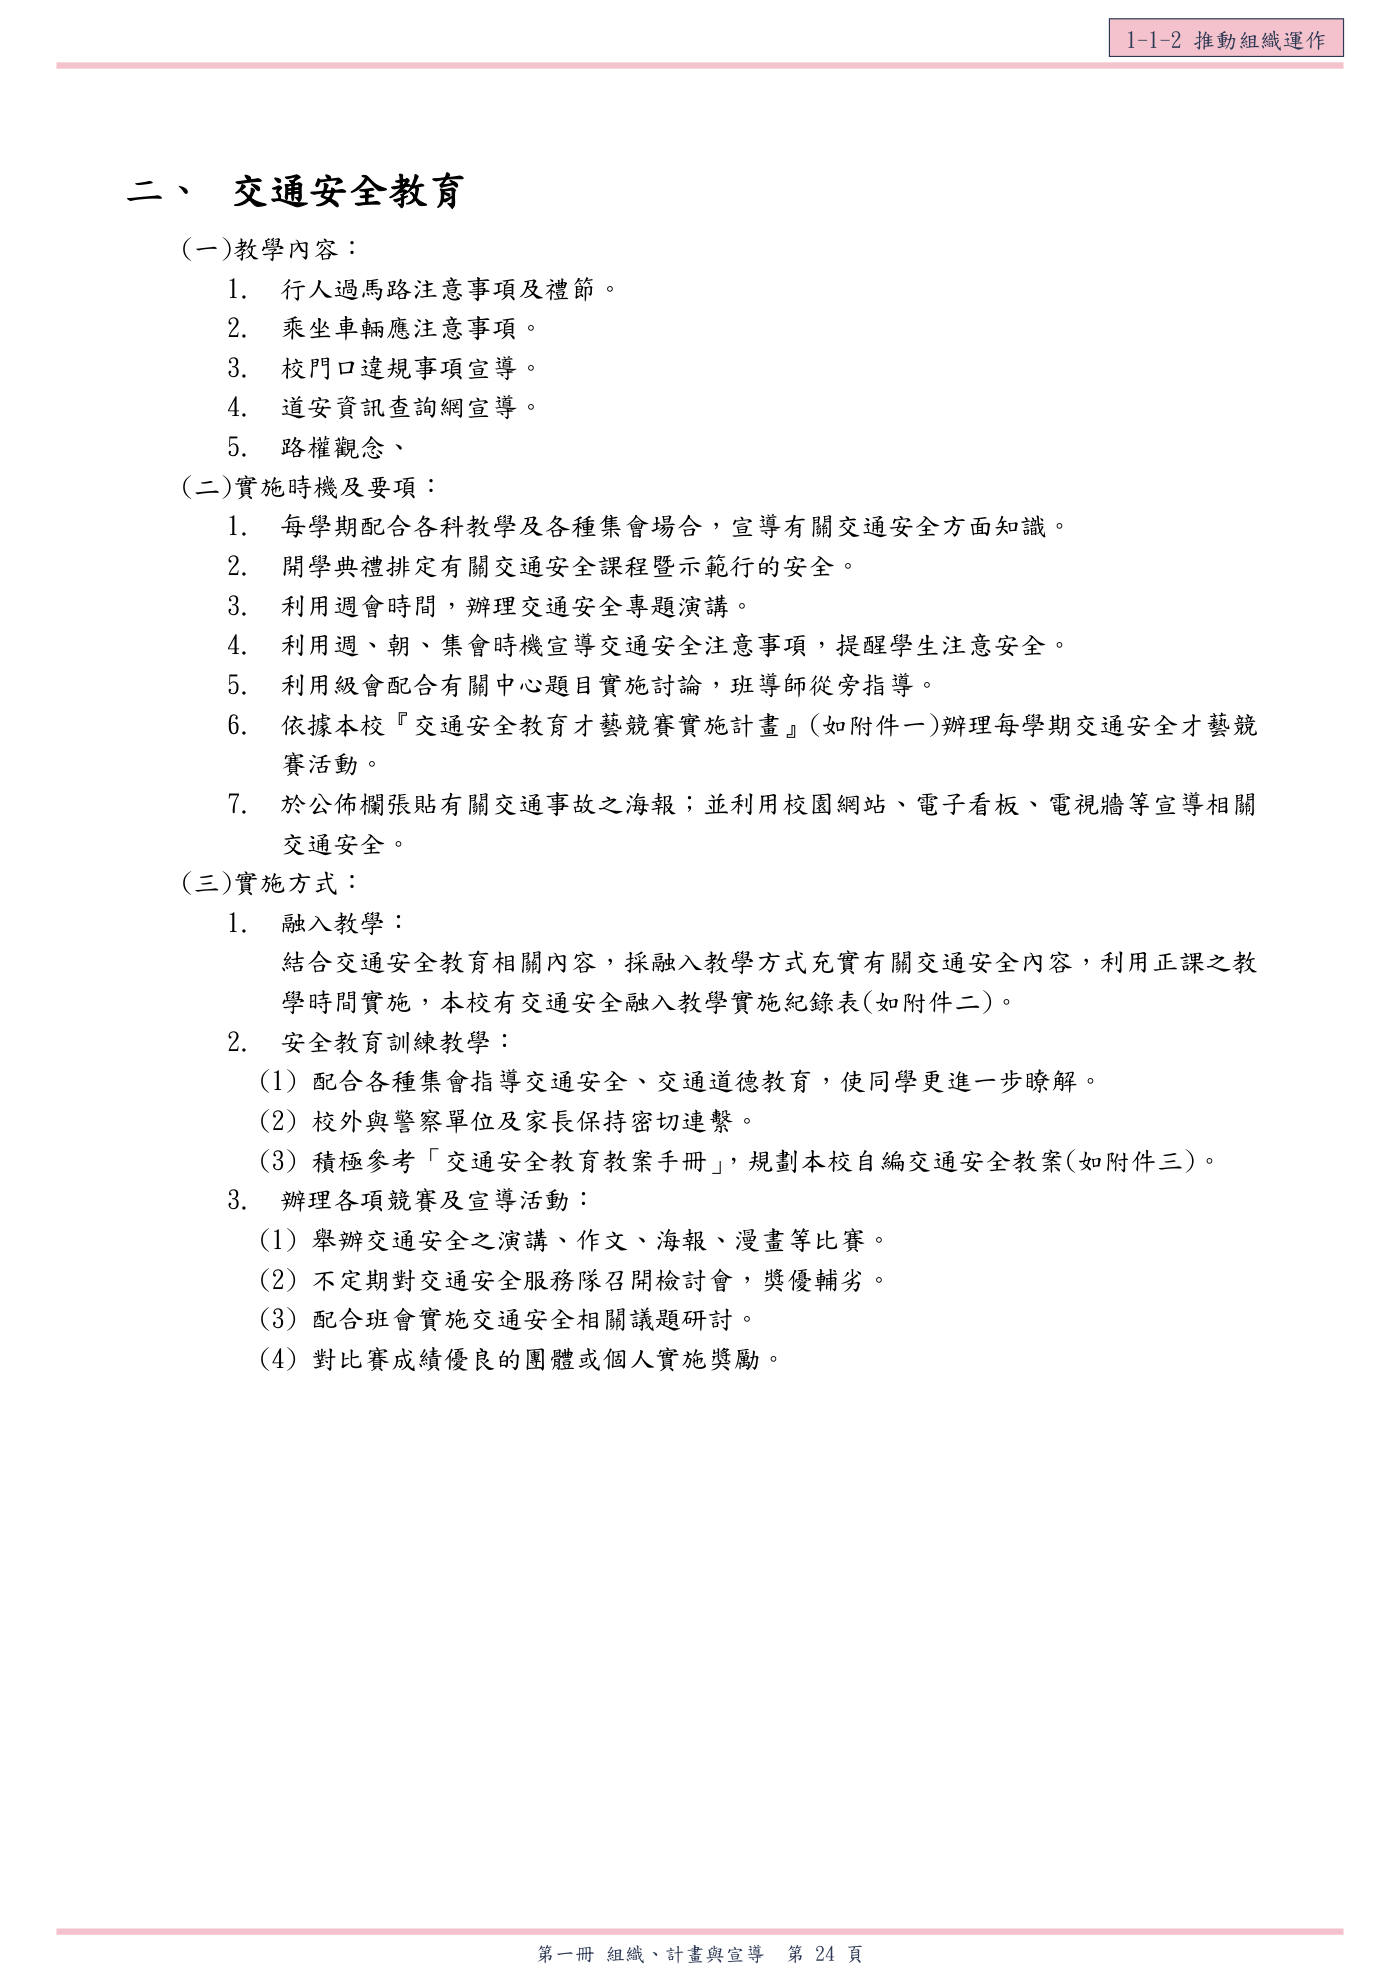 1-1-2 推動組織運作
二、 交通安全教育
(一)教學內容：
1. 行人過馬路注意事項及禮節。
2. 乘坐車輛應注意事項。
3. 校門口違規事項宣導。
4. 道安資訊查詢網宣導。
5. 路權觀念、
(二)實施時機及要項：
1. 每學期配合各科教學及各種集會場合，宣導有關交通安全方面知識。
2. 開學典禮排定有關交通安全課程暨示範行的安全。
3. 利用週會時間，辦理交通安全專題演講。
4. 利用週、朝、集會時機宣導交通安全注意事項，提醒學生注意安全。
5. 利用級會配合有關中心題目實施討論，班導師從旁指導。
6. 依據本校『交通安全教育才藝競賽實施計畫』(如附件一)辦理每學期交通安全才藝競
賽活動。
7. 於公佈欄張貼有關交通事故之海報；並利用校園網站、電子看板、電視牆等宣導相關
交通安全。
(三)實施方式：
1. 融入教學：
結合交通安全教育相關內容，採融入教學方式充實有關交通安全內容，利用正課之教
學時間實施，本校有交通安全融入教學實施紀錄表(如附件二)。
2. 安全教育訓練教學：
(1) 配合各種集會指導交通安全、交通道德教育，使同學更進一步瞭解。
(2) 校外與警察單位及家長保持密切連繫。
(3) 積極參考「交通安全教育教案手冊」，規劃本校自編交通安全教案(如附件三)。
3. 辦理各項競賽及宣導活動：
(1) 舉辦交通安全之演講、作文、海報、漫畫等比賽。
(2) 不定期對交通安全服務隊召開檢討會，獎優輔劣。
(3) 配合班會實施交通安全相關議題研討。
(4) 對比賽成績優良的團體或個人實施獎勵。
第一冊 組織、計畫與宣導 第 24 頁